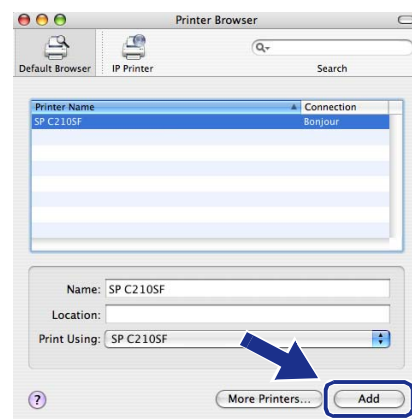 Printer Browser
Default Browser
IP Printer
Search
Printer Name
Connection
SP C210SF
Bonjour
Name: SP C210SF
Location:
Print Using: SP C210SF
?
More Printers...
Add